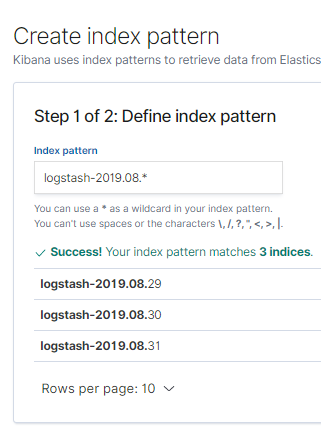 Create index pattern
Kibana uses index patterns to retrieve data from Elastics
Step 1 of 2: Define index pattern
Index pattern
logstash-2019.08.*
You can use a * as a wildcard in your index pattern.
You can't use spaces or the characters \, /, ?, ", <, >, |.
✓ Success! Your index pattern matches 3 indices.
logstash-2019.08.29
logstash-2019.08.30
logstash-2019.08.31
Rows per page: 10